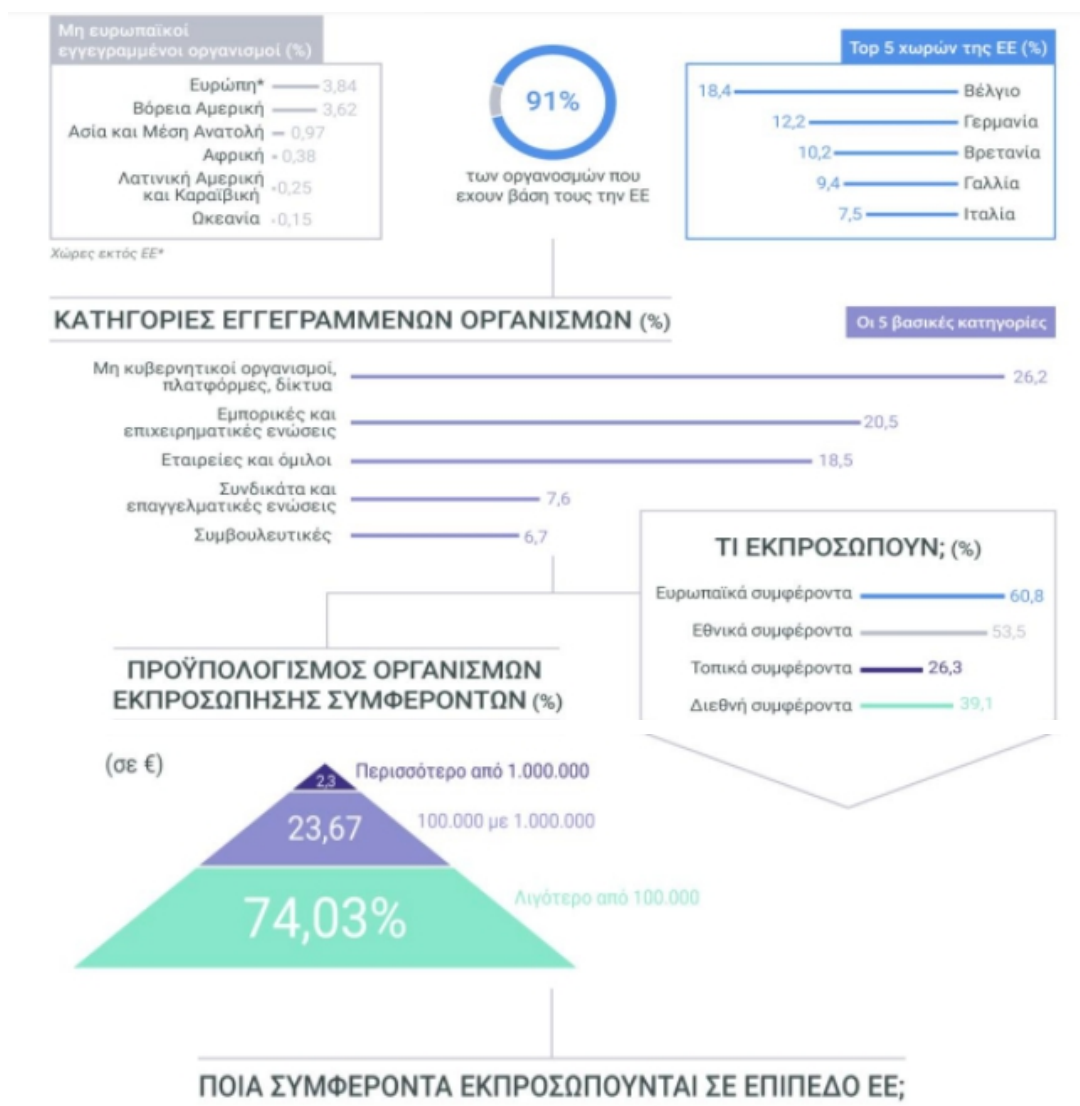 Μη ευρωπαϊκοί
εγγεγραμμένοι οργανισμοί (%)
Ευρώπη* 3,84
Βόρεια Αμερική 3,62
Ασία και Μέση Ανατολή 0,97
Αφρική 0,38
Λατινική Αμερική
και Καραϊβική 0,25
Ωκεανία 0,15
Χώρες εκτός ΕΕ*
91%
των οργανοσμών που
εχουν βάση τους την ΕΕ
Top 5 χωρών της ΕΕ (%)
18,4 Βέλγιο
12,2 Γερμανία
10,2 Βρετανία
9,4 Γαλλία
7,5 Ιταλία
ΚΑΤΗΓΟΡΙΕΣ ΕΓΓΕΓΡΑΜΜΕΝΩΝ ΟΡΓΑΝΙΣΜΩΝ (%)
Οι 5 βασικές κατηγορίες
Μη κυβερνητικοί οργανισμοί,
πλατφόρμες, δίκτυα 26,2
Εμπορικές και
επιχειρηματικές ενώσεις 20,5
Εταιρείες και όμιλοι 18,5
Συνδικάτα και
επαγγελματικές ενώσεις 7,6
Συμβουλευτικές 6,7
ΤΙ ΕΚΠΡΟΣΩΠΟΥΝ; (%)
Ευρωπαϊκά συμφέροντα 60,8
Εθνικά συμφέροντα 53,5
Τοπικά συμφέροντα 26,3
Διεθνή συμφέροντα 39,1
ΠΡΟΫΠΟΛΟΓΙΣΜΟΣ ΟΡΓΑΝΙΣΜΩΝ
ΕΚΠΡΟΣΩΠΗΣΗΣ ΣΥΜΦΕΡΟΝΤΩΝ (%)
(σε €)
2,3 Περισσότερο από 1.000.000
23,67 100.000 με 1.000.000
74,03% Λιγότερο από 100.000
ΠΟΙΑ ΣΥΜΦΕΡΟΝΤΑ ΕΚΠΡΟΣΩΠΟΥΝΤΑΙ ΣΕ ΕΠΙΠΕΔΟ ΕΕ;